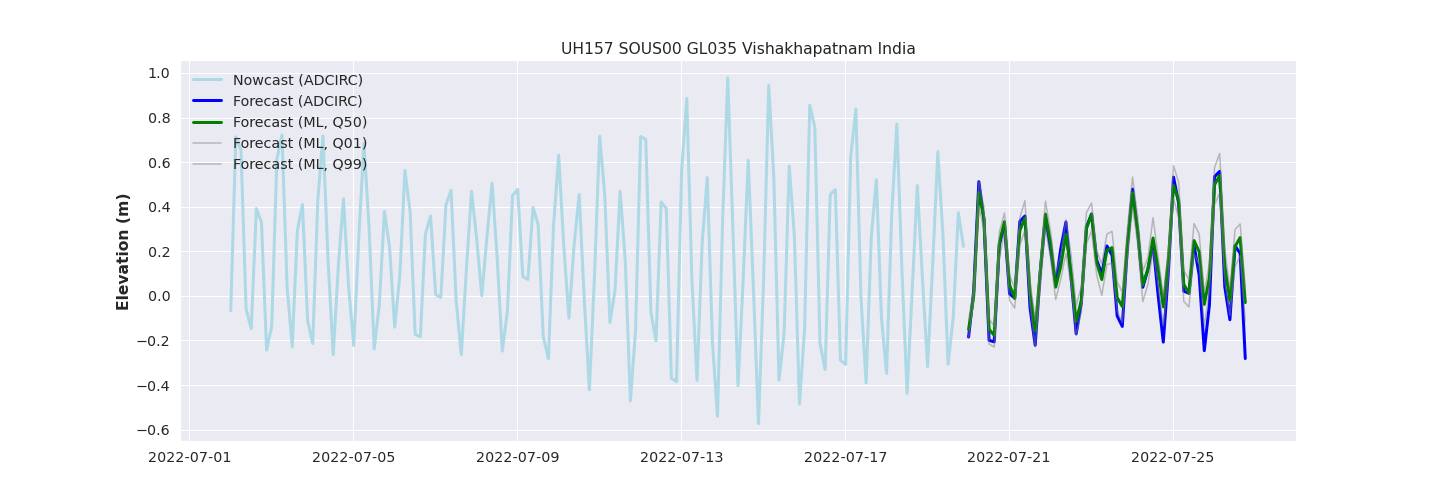 UH157 SOUS00 GL035 Vishakhapatnam India
Nowcast (ADCIRC)
Forecast (ADCIRC)
Forecast (ML, Q50)
Forecast (ML, Q01)
Forecast (ML, Q99)
Elevation (m)
1.0
0.8
0.6
0.4
0.2
0.0
−0.2
−0.4
−0.6
2022-07-01 2022-07-05 2022-07-09 2022-07-13 2022-07-17 2022-07-21 2022-07-25